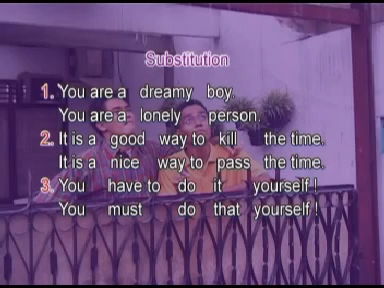 Substitution
1. You are a dreamy boy.
You are a lonely person.
2. It is a good way to kill the time.
It is a nice way to pass the time.
3. You have to do it yourself!
You must do that yourself!